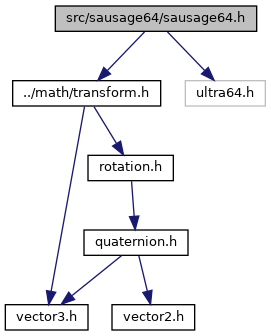 src/sausage64/sausage64.h
../math/transform.h
ultra64.h
rotation.h
quaternion.h
vector3.h
vector2.h